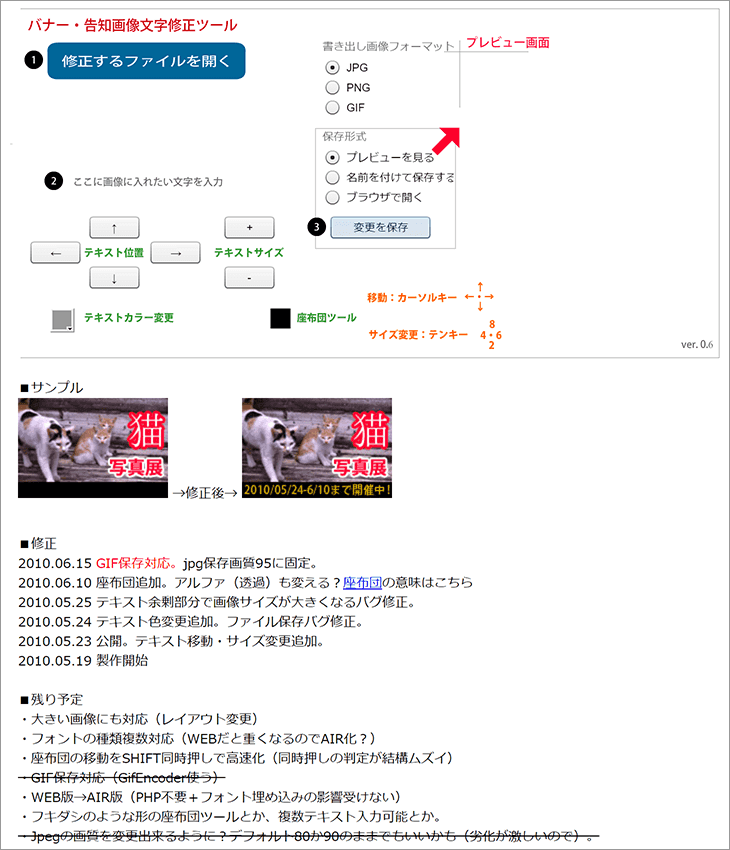 バナー・告知画像文字修正ツール
1 修正するファイルを開く
書き出し画像フォーマット
プレビュー画面
JPG
PNG
GIF
保存形式
プレビューを見る
名前を付けて保存する
ブラウザで開く
2 ここに画像に入れたい文字を入力
3 変更を保存
↑ +
← テキスト位置 → テキストサイズ
↓ -
テキストカラー変更 座布団ツール
移動：カーソルキー ↑ ←・→ ↓
サイズ変更：テンキー 8 4・6 2
ver. 0.6
■サンプル
猫
写真展
→修正後→
猫
写真展
2010/05/24-6/10まで開催中!
■修正
2010.06.15 GIF保存対応。jpg保存画質95に固定。
2010.06.10 座布団追加。アルファ（透過）も変える？座布団の意味はこちら
2010.05.25 テキスト余剰部分で画像サイズが大きくなるバグ修正。
2010.05.24 テキスト色変更追加。ファイル保存バグ修正。
2010.05.23 公開。テキスト移動・サイズ変更追加。
2010.05.19 製作開始
■残り予定
・大きい画像にも対応（レイアウト変更）
・フォントの種類複数対応（WEBだと重くなるのでAIR化？）
・座布団の移動をSHIFT同時押しで高速化（同時押しの判定が結構ムズイ）
・GIF保存対応（GifEncoder使う）
・WEB版→AIR版（PHP不要＋フォント埋め込みの影響受けない）
・フキダシのような形の座布団ツールとか、複数テキスト入力可能とか。
・Jpegの画質を変更出来るように？デフォルト80か90のままでもいいかも（劣化が激しいので）。